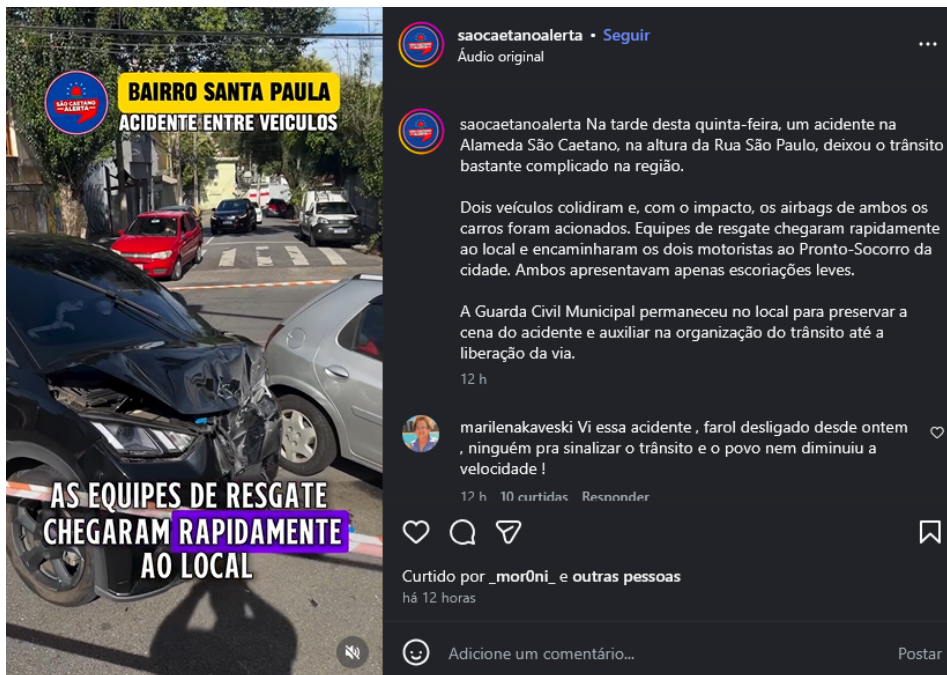 SÃO CAETANO
ALERTA
BAIRRO SANTA PAULA
ACIDENTE ENTRE VEICULOS
AS EQUIPES DE RESGATE
CHEGARAM RAPIDAMENTE
AO LOCAL
saocaetanoalerta • Seguir
Áudio original
saocaetanoalerta Na tarde desta quinta-feira, um acidente na
Alameda São Caetano, na altura da Rua São Paulo, deixou o trânsito
bastante complicado na região.
Dois veículos colidiram e, com o impacto, os airbags de ambos os
carros foram acionados. Equipes de resgate chegaram rapidamente
ao local e encaminharam os dois motoristas ao Pronto-Socorro da
cidade. Ambos apresentavam apenas escoriações leves.
A Guarda Civil Municipal permaneceu no local para preservar a
cena do acidente e auxiliar na organização do trânsito até a
liberação da via.
12 h
marilenakaveski Vi essa acidente , farol desligado desde ontem
, ninguém pra sinalizar o trânsito e o povo nem diminuiu a
velocidade !
12 h 10 curtidas Responder
Curtido por _mor0ni_ e outras pessoas
há 12 horas
Adicione um comentário...
Postar